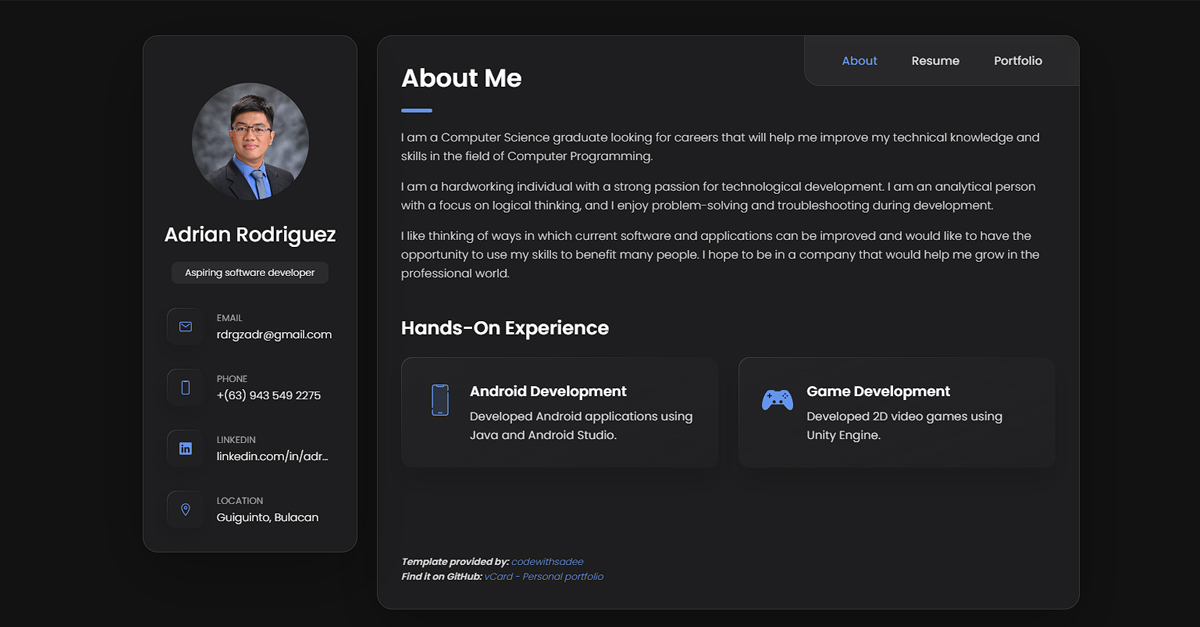 Adrian Rodriguez
Aspiring software developer
EMAIL
rdrgzadr@gmail.com
PHONE
+(63) 943 549 2275
LINKEDIN
linkedin.com/in/adr...
LOCATION
Guiguinto, Bulacan
About Resume Portfolio
About Me
I am a Computer Science graduate looking for careers that will help me improve my technical knowledge and
skills in the field of Computer Programming.
I am a hardworking individual with a strong passion for technological development. I am an analytical person
with a focus on logical thinking, and I enjoy problem-solving and troubleshooting during development.
I like thinking of ways in which current software and applications can be improved and would like to have the
opportunity to use my skills to benefit many people. I hope to be in a company that would help me grow in the
professional world.
Hands-On Experience
Android Development
Developed Android applications using
Java and Android Studio.
Game Development
Developed 2D video games using
Unity Engine.
Template provided by: codewithsadee
Find it on GitHub: vCard - Personal portfolio